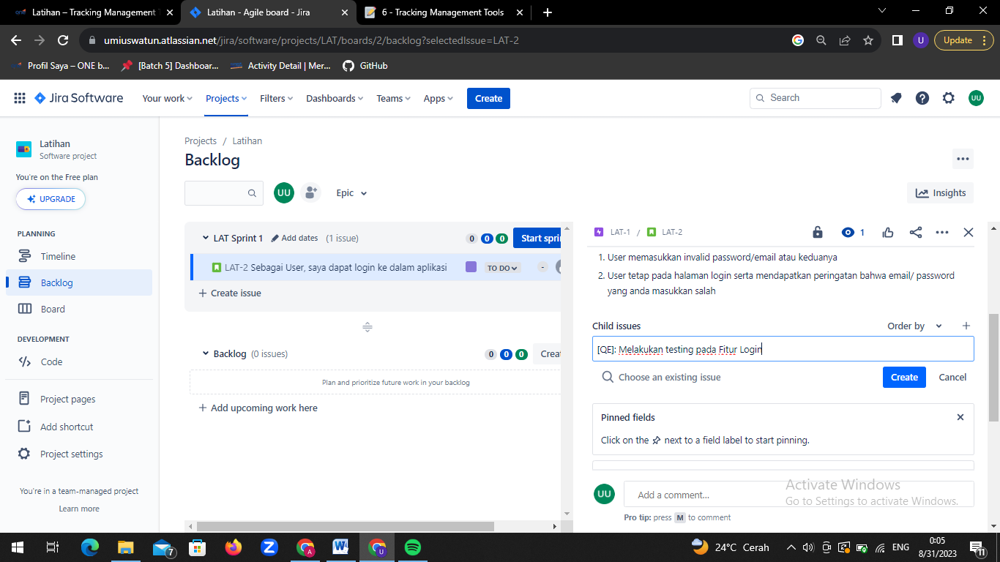 Latihan – Tracking Management
Latihan - Agile board - Jira
6 - Tracking Management Tools
umiuswatun.atlassian.net/jira/software/projects/LAT/boards/2/backlog?selectedIssue=LAT-2
U
Update
Profil Saya – ONE b...
[Batch 5] Dashboar...
Activity Detail | Mer...
GitHub
Jira Software
Your work
Projects
Filters
Dashboards
Teams
Apps
Create
Search
UU
Latihan
Software project
You're on the Free plan
UPGRADE
PLANNING
Timeline
Backlog
Board
DEVELOPMENT
Code
Project pages
Add shortcut
Project settings
You're in a team-managed project
Learn more
Projects / Latihan
Backlog
UU
Epic
Insights
LAT Sprint 1 Add dates (1 issue)
0 0 0
Start spri
LAT-2 Sebagai User, saya dapat login ke dalam aplikasi
TO DO
-
+ Create issue
Backlog (0 issues)
0 0 0
Creat
Plan and prioritize future work in your backlog
+ Add upcoming work here
LAT-1 / LAT-2
1
1. User memasukkan invalid password/email atau keduanya
2. User tetap pada halaman login serta mendapatkan peringatan bahwa email/ password
yang anda masukkan salah
Child issues
Order by
[QE]: Melakukan testing pada Fitur Login
Choose an existing issue
Create
Cancel
Pinned fields
Click on the next to a field label to start pinning.
UU
Add a comment...
Pro tip: press M to comment
Activate Windows
Go to Settings to activate Windows.
7
A
U
24°C Cerah
ENG
0:05
8/31/2023
11